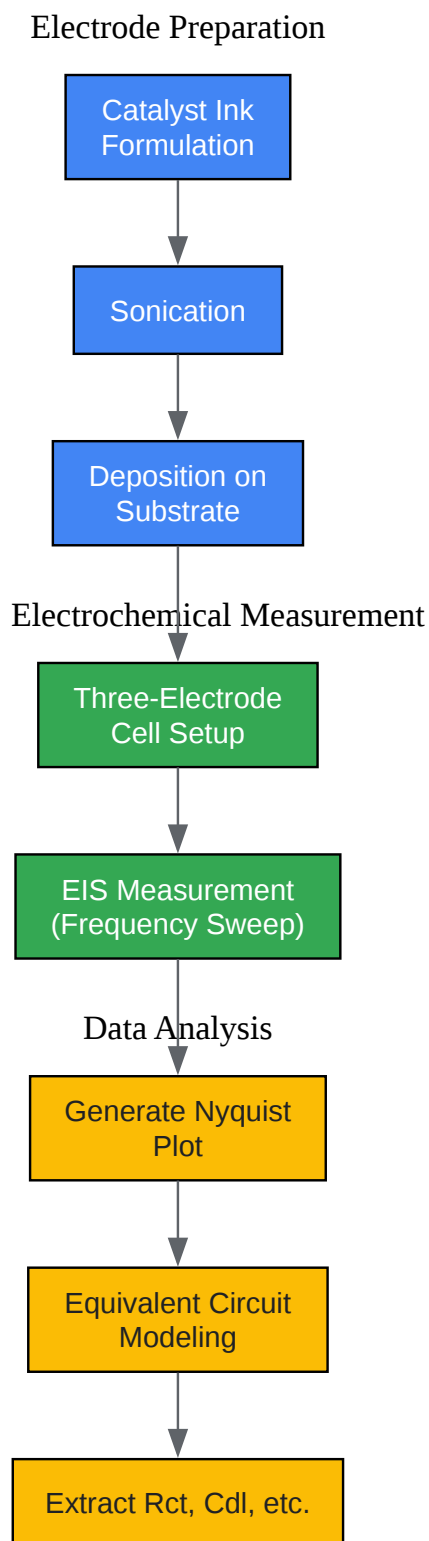 Electrode Preparation
Catalyst Ink
Formulation
Sonication
Deposition on
Substrate
Electrochemical Measurement
Three-Electrode
Cell Setup
EIS Measurement
(Frequency Sweep)
Data Analysis
Generate Nyquist
Plot
Equivalent Circuit
Modeling
Extract Rct, Cdl, etc.